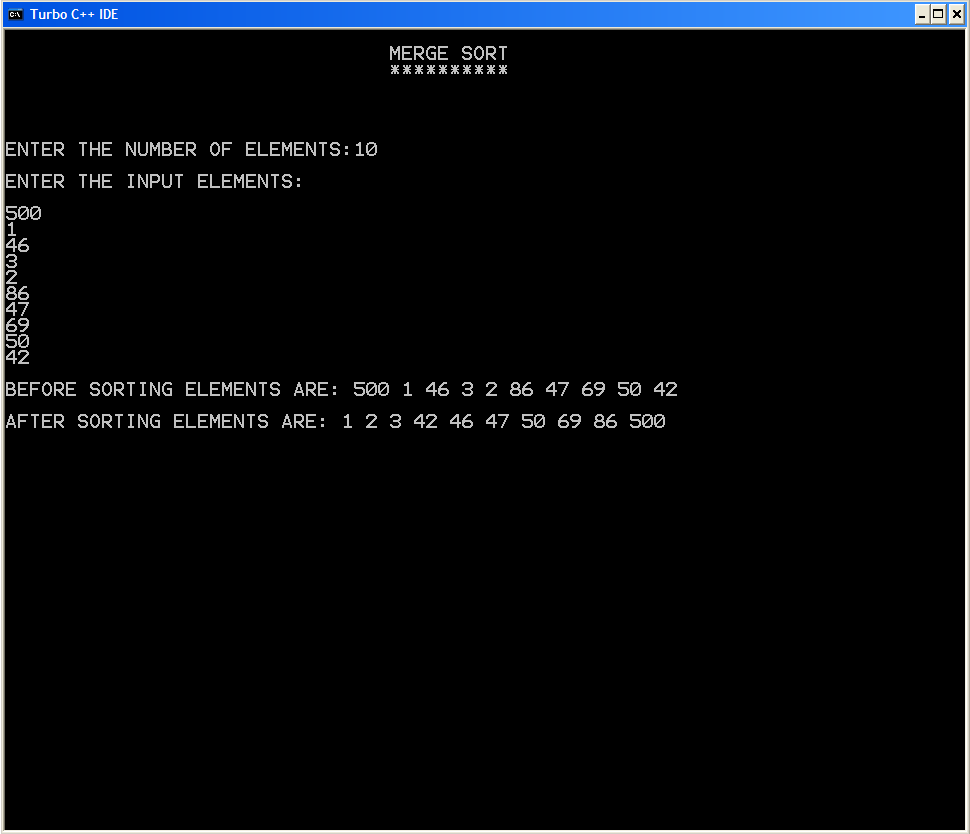 Turbo C++ IDE
MERGE SORT
**********
ENTER THE NUMBER OF ELEMENTS:10
ENTER THE INPUT ELEMENTS:
500
1
46
3
2
86
47
69
50
42
BEFORE SORTING ELEMENTS ARE: 500 1 46 3 2 86 47 69 50 42
AFTER SORTING ELEMENTS ARE: 1 2 3 42 46 47 50 69 86 500